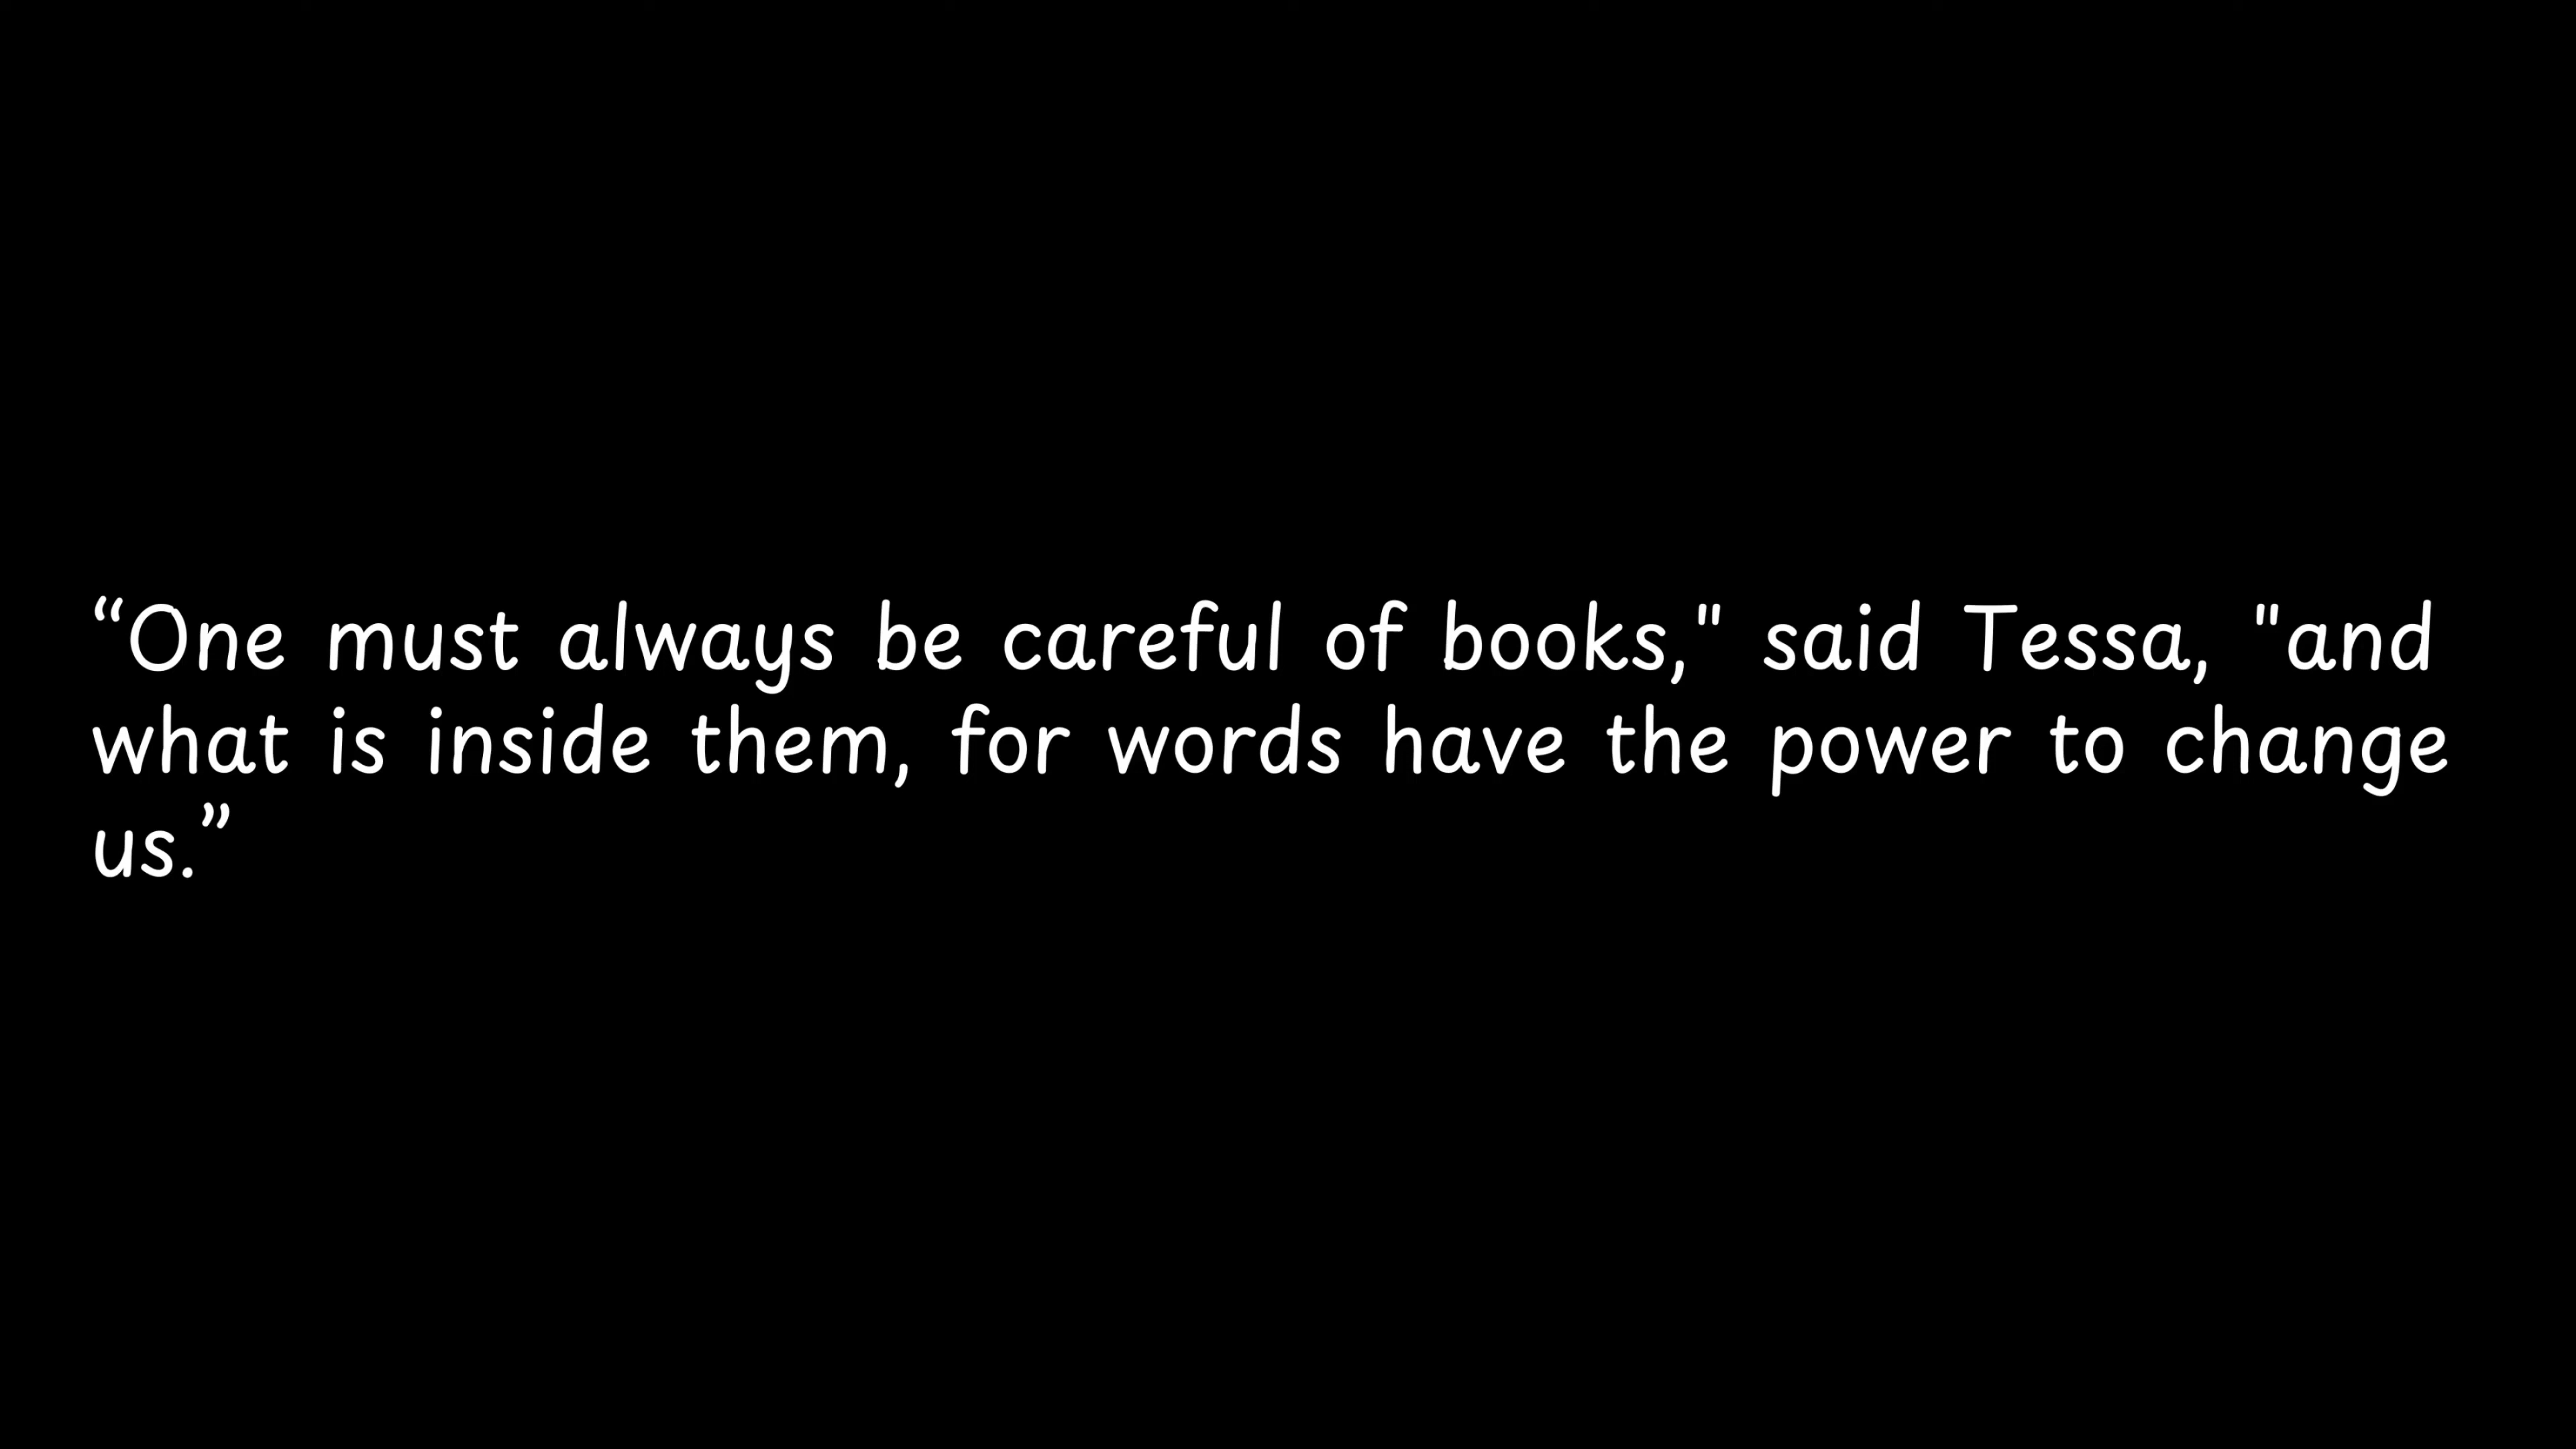 “One must always be careful of books," said Tessa, "and
what is inside them, for words have the power to change
us.”